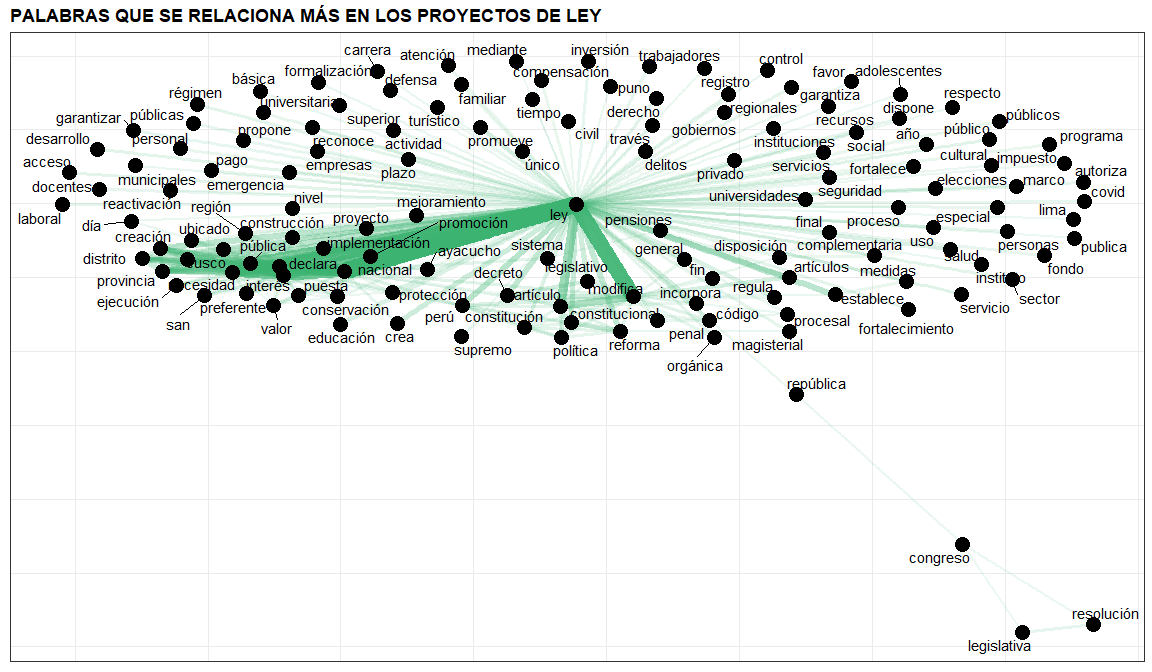 PALABRAS QUE SE RELACIONA MÁS EN LOS PROYECTOS DE LEY
carrera
atención
mediante
inversión
trabajadores
control
básica
formalización
defensa
compensación
puno
registro
favor
adolescentes
régimen
universitaria
familiar
tiempo
derecho
regionales
garantiza
dispone
respecto
garantizar
públicas
superior
turístico
civil
gobiernos
recursos
públicos
desarrollo
personal
propone
reconoce
actividad
promueve
través
instituciones
social
año
público
programa
acceso
pago
empresas
plazo
único
delitos
privado
servicios
fortalece
cultural
impuesto
autoriza
docentes
municipales
emergencia
universidades
seguridad
elecciones
marco
covid
laboral
reactivación
región
nivel
mejoramiento
ley
pensiones
final
proceso
especial
lima
día
ubicado
construcción
proyecto
promoción
creación
pública
implementación
ayacucho
sistema
general
disposición
complementaria
uso
personas
publica
distrito
cusco
declara
nacional
decreto
legislativo
fin
artículos
medidas
salud
fondo
provincia
cesidad
interés
puesta
protección
artículo
modifica
incorpora
regula
establece
instituto
sector
ejecución
preferente
conservación
perú
constitución
constitucional
código
procesal
fortalecimiento
servicio
san
valor
educación
crea
supremo
política
reforma
penal
magisterial
orgánica
república
congreso
resolución
legislativa